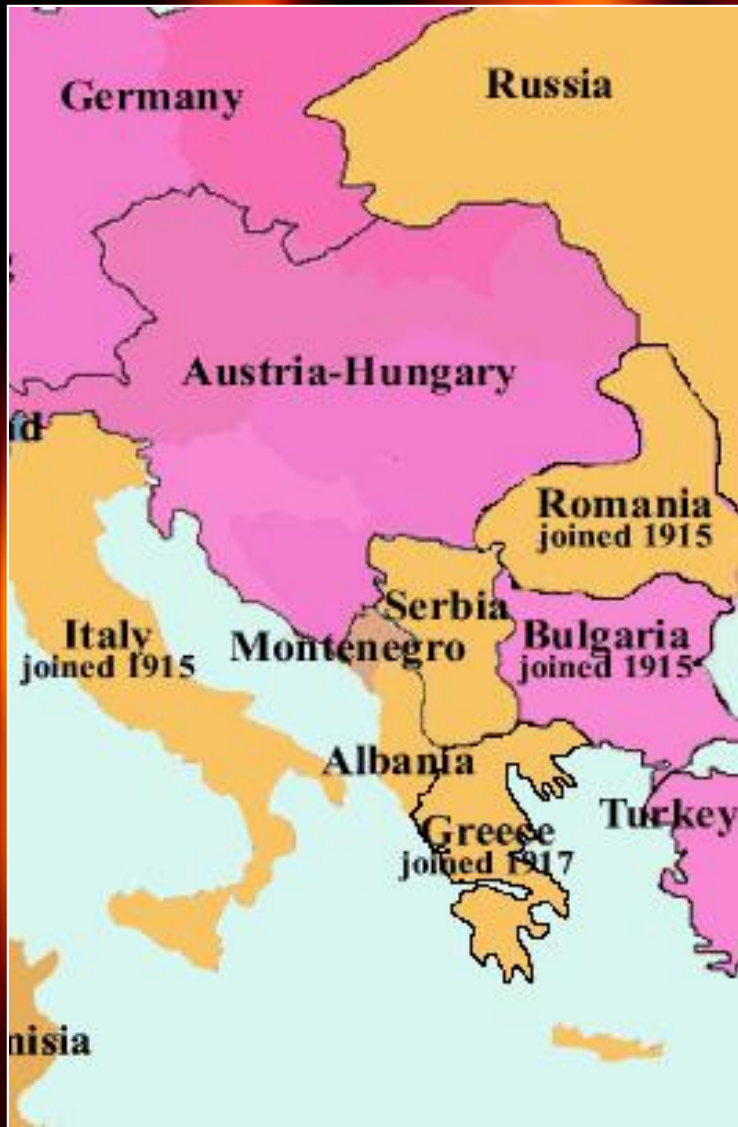 Germany
Russia
Austria-Hungary
Romania
joined 1915
Serbia
Italy
joined 1915
Montenegro
Bulgaria
joined 1915
Albania
Turkey
Greece
joined 1917
nisia